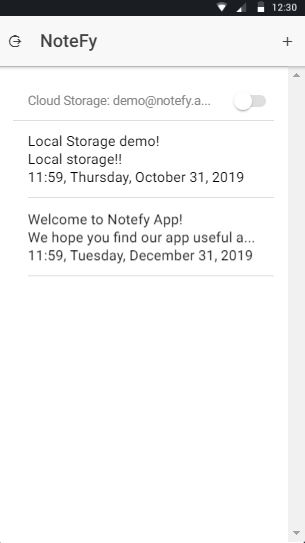 12:30
NoteFy
+
Cloud Storage: demo@notefy.a...
Local Storage demo!
Local storage!!
11:59, Thursday, October 31, 2019
Welcome to Notefy App!
We hope you find our app useful a...
11:59, Tuesday, December 31, 2019